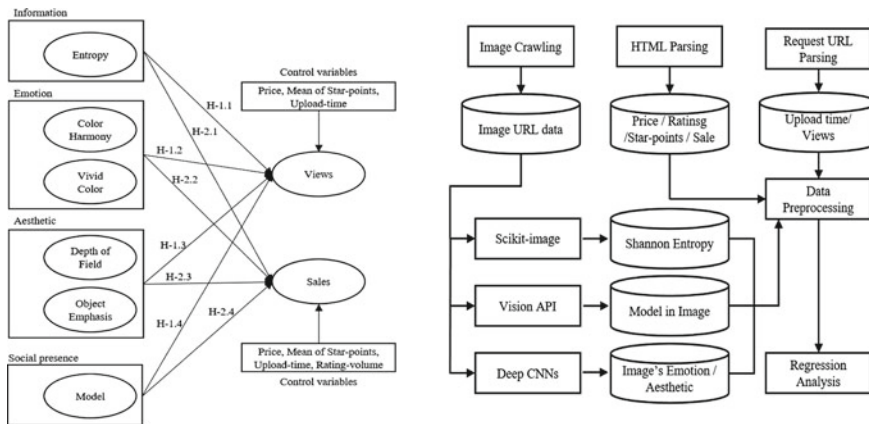 Information
Entropy
Emotion
Color
Harmony
Vivid
Color
Aesthetic
Depth of
Field
Object
Emphasis
Social presence
Model
H-1.1
H-2.1
H-1.2
H-2.2
H-1.3
H-2.3
H-1.4
H-2.4
Control variables
Price, Mean of Star-points,
Upload-time
Views
Sales
Price, Mean of Star-points,
Upload-time, Rating-volume
Control variables
Image Crawling
HTML Parsing
Request URL
Parsing
Image URL data
Price / Ratinsg
/Star-points / Sale
Upload time/
Views
Data
Preprocessing
Scikit-image
Shannon Entropy
Vision API
Model in Image
Deep CNNs
Image's Emotion /
Aesthetic
Regression
Analysis